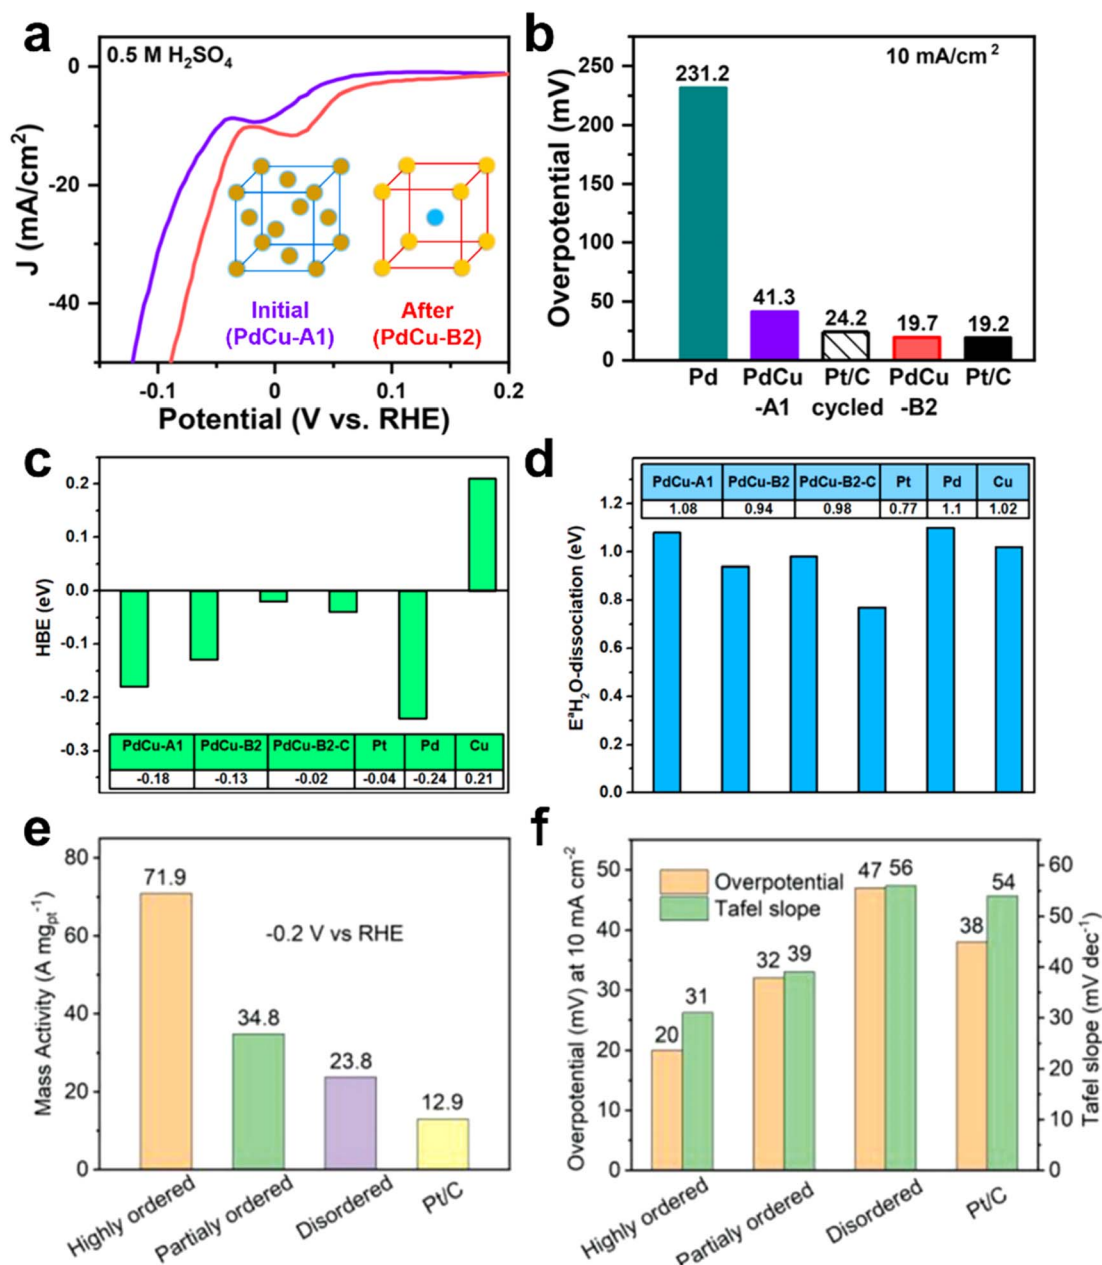 a
0.5 M H₂SO₄
0
-20
-40
J (mA/cm²)
Initial
(PdCu-A1)
After
(PdCu-B2)
-0.1
0
0.1
0.2
Potential (V vs. RHE)
b
10 mA/cm²
250
200
150
100
50
0
Overpotential (mV)
231.2
41.3
24.2
19.7
19.2
Pd
PdCu
-A1
Pt/C
cycled
PdCu
-B2
Pt/C
c
0.2
0.1
0.0
-0.1
-0.2
-0.3
HBE (eV)
PdCu-A1 PdCu-B2 PdCu-B2-C Pt Pd Cu
-0.18 -0.13 -0.02 -0.04 -0.24 0.21
d
PdCu-A1 PdCu-B2 PdCu-B2-C Pt Pd Cu
1.08 0.94 0.98 0.77 1.1 1.02
1.2
1.0
0.8
0.6
0.4
0.2
0.0
EᵃH₂O-dissociation (eV)
e
80
60
40
20
0
Mass Activity (A mgₚₜ⁻¹)
-0.2 V vs RHE
71.9
34.8
23.8
12.9
Highly ordered
Partialy ordered
Disordered
Pt/C
f
50
40
30
20
10
0
Overpotential (mV) at 10 mA cm⁻²
Overpotential
Tafel slope
20
31
32
39
47
56
38
54
60
50
40
30
20
10
0
Tafel slope (mV dec⁻¹)
Highly ordered
Partialy ordered
Disordered
Pt/C